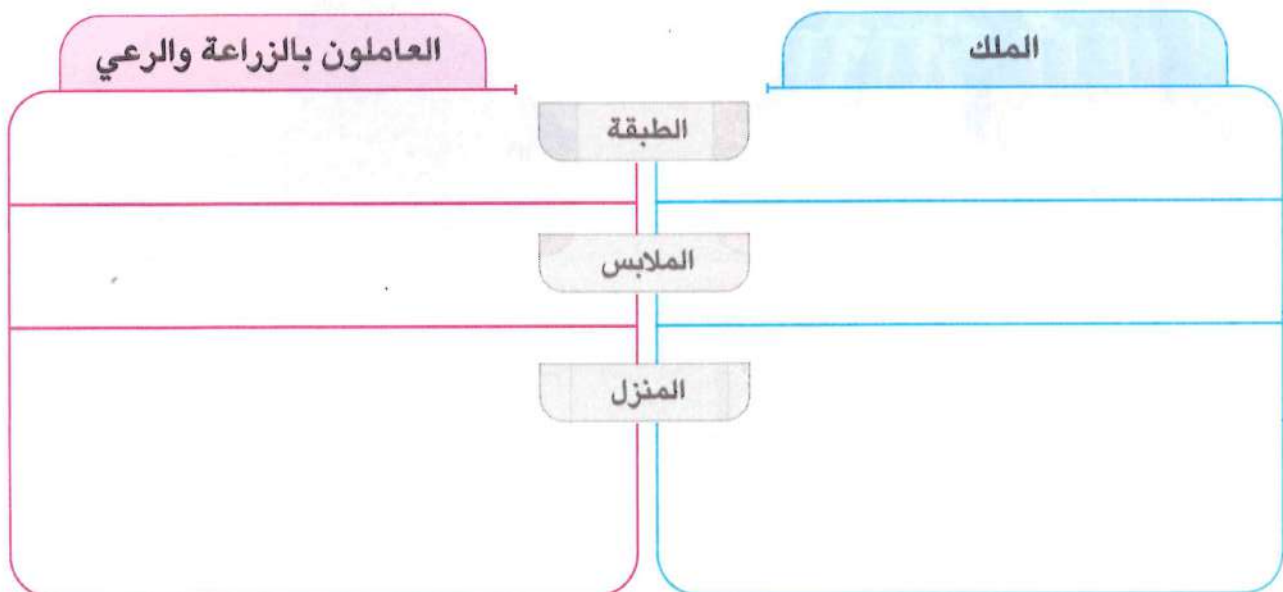 الملك
العاملون بالزراعة والرعي
الطبقة
الملابس
المنزل